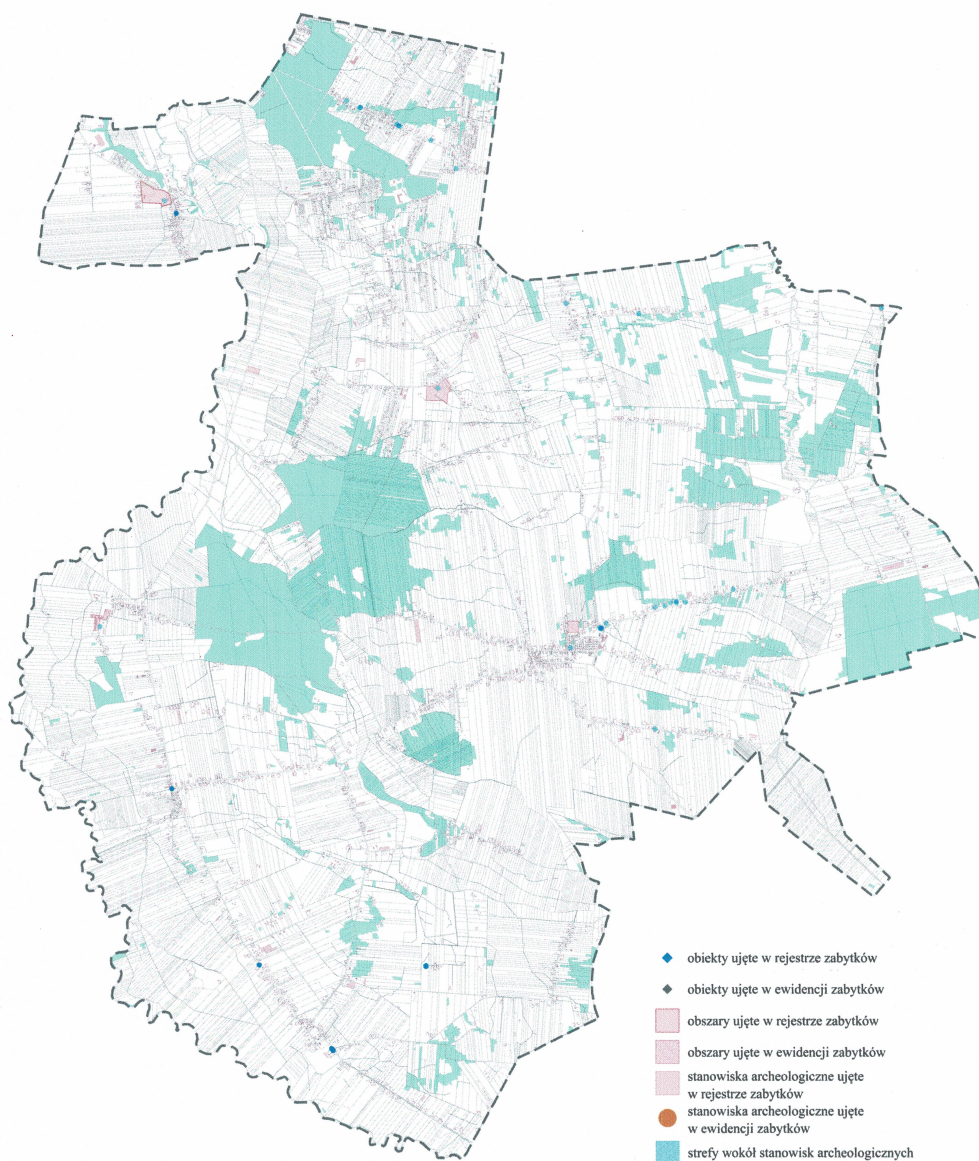 obiekty ujęte w rejestrze zabytków
obiekty ujęte w ewidencji zabytków
obszary ujęte w rejestrze zabytków
obszary ujęte w ewidencji zabytków
stanowiska archeologiczne ujęte
w rejestrze zabytków
stanowiska archeologiczne ujęte
w ewidencji zabytków
strefy wokół stanowisk archeologicznych